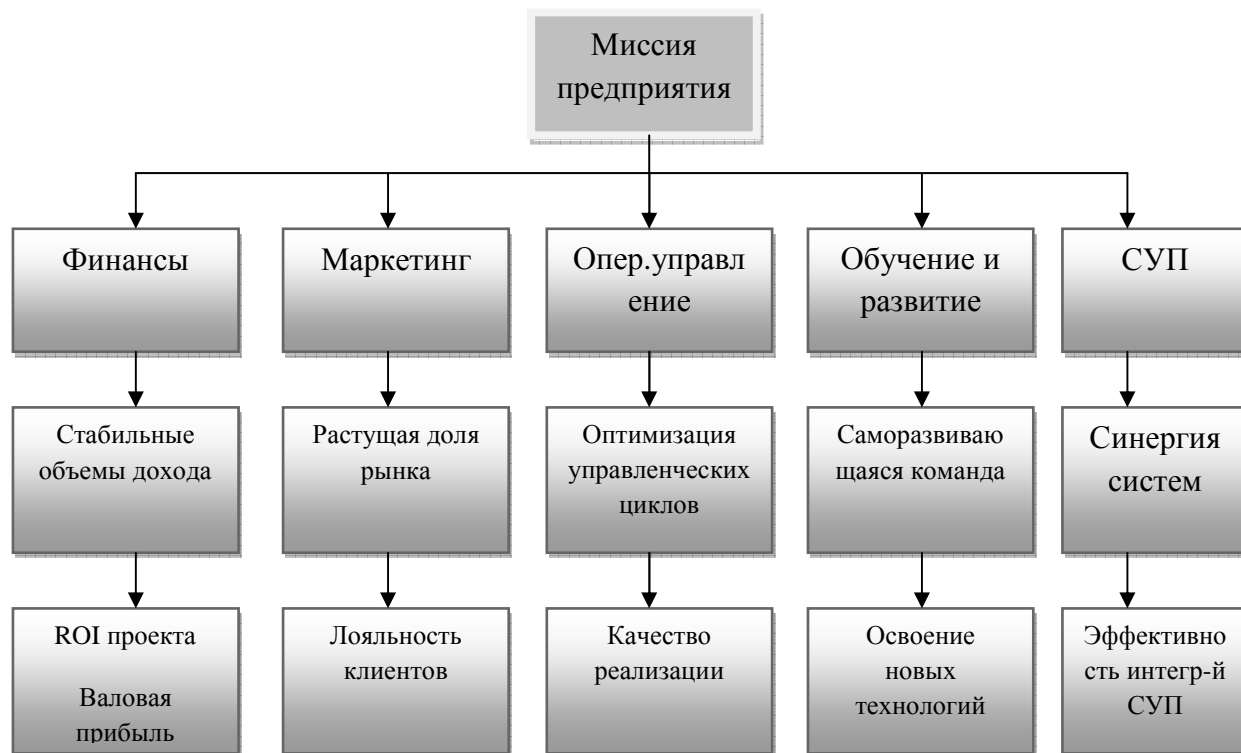 Миссия
предприятия
Финансы
Маркетинг
Опер.управл
ение
Обучение и
развитие
СУП
Стабильные
объемы дохода
Растущая доля
рынка
Оптимизация
управленческих
циклов
Саморазвиваю
щаяся команда
Синергия
систем
ROI проекта
Валовая
прибыль
Лояльность
клиентов
Качество
реализации
Освоение
новых
технологий
Эффективно
сть интегр-й
СУП